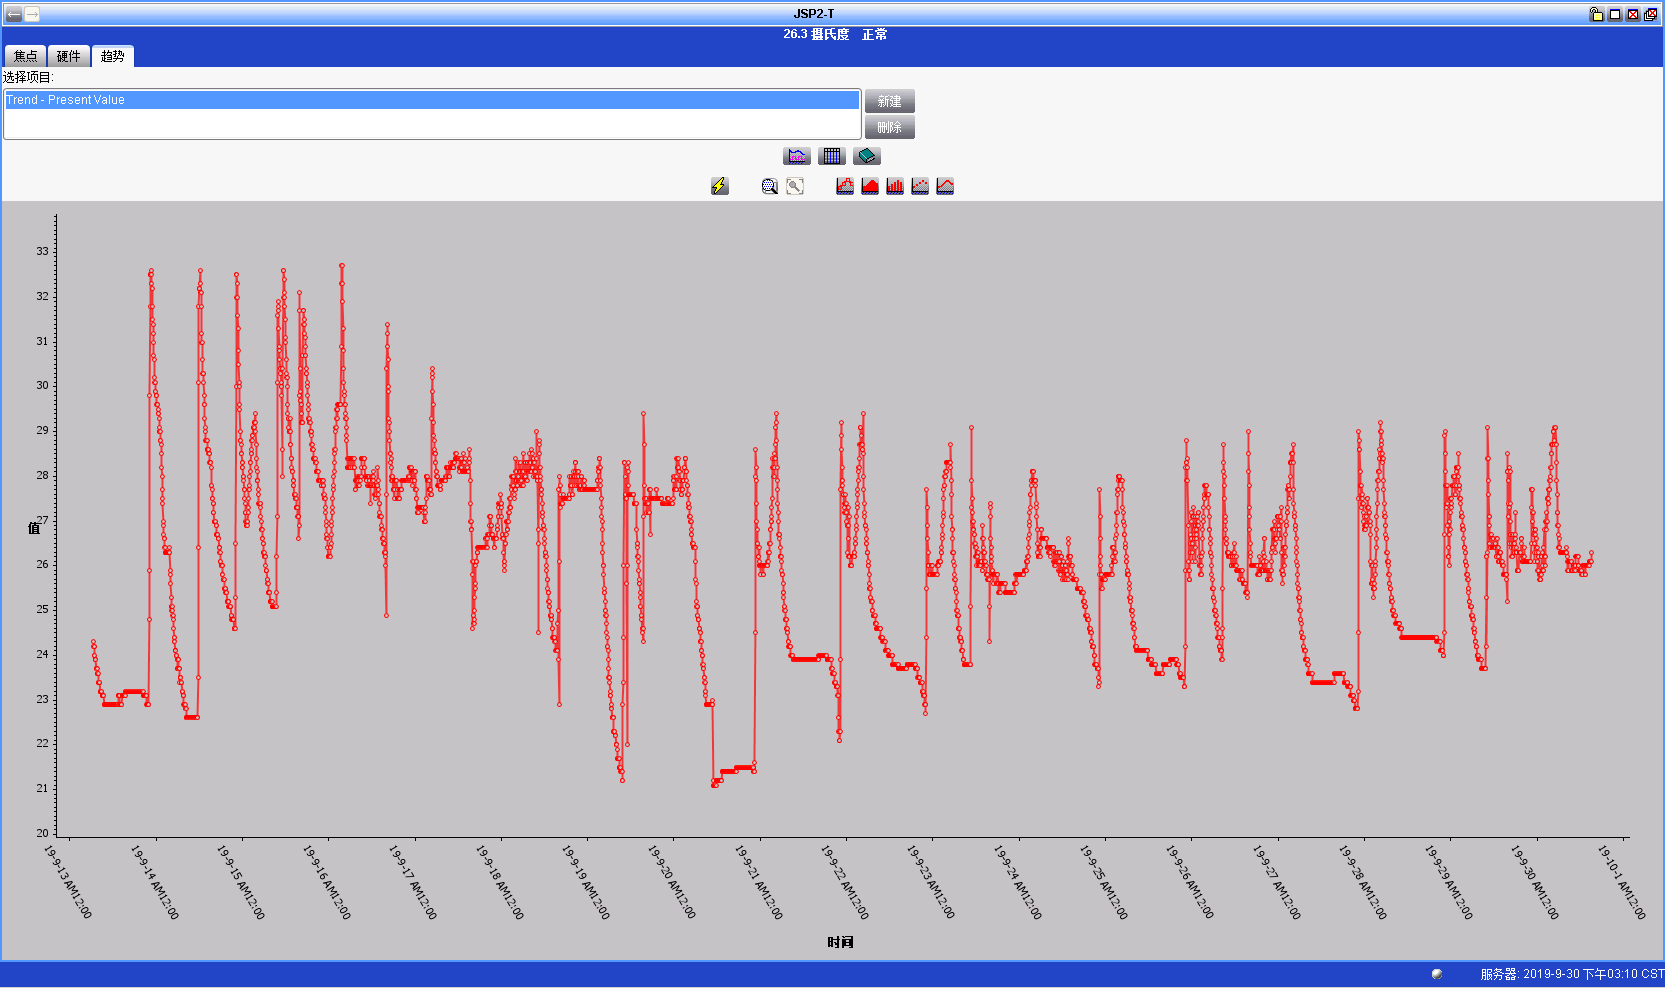 JSP2-T
26.3 摄氏度 正常
焦点 硬件 趋势
选择项目:
Trend - Present Value
新建
删除
33
32
31
30
29
28
27
值
26
25
24
23
22
21
20
19-9-13 AM12:00
19-9-14 AM12:00
19-9-15 AM12:00
19-9-16 AM12:00
19-9-17 AM12:00
19-9-18 AM12:00
19-9-19 AM12:00
19-9-20 AM12:00
19-9-21 AM12:00
19-9-22 AM12:00
19-9-23 AM12:00
19-9-24 AM12:00
19-9-25 AM12:00
19-9-26 AM12:00
19-9-27 AM12:00
19-9-28 AM12:00
19-9-29 AM12:00
19-9-30 AM12:00
19-10-1 AM12:00
时间
服务器: 2019-9-30 下午03:10 CST